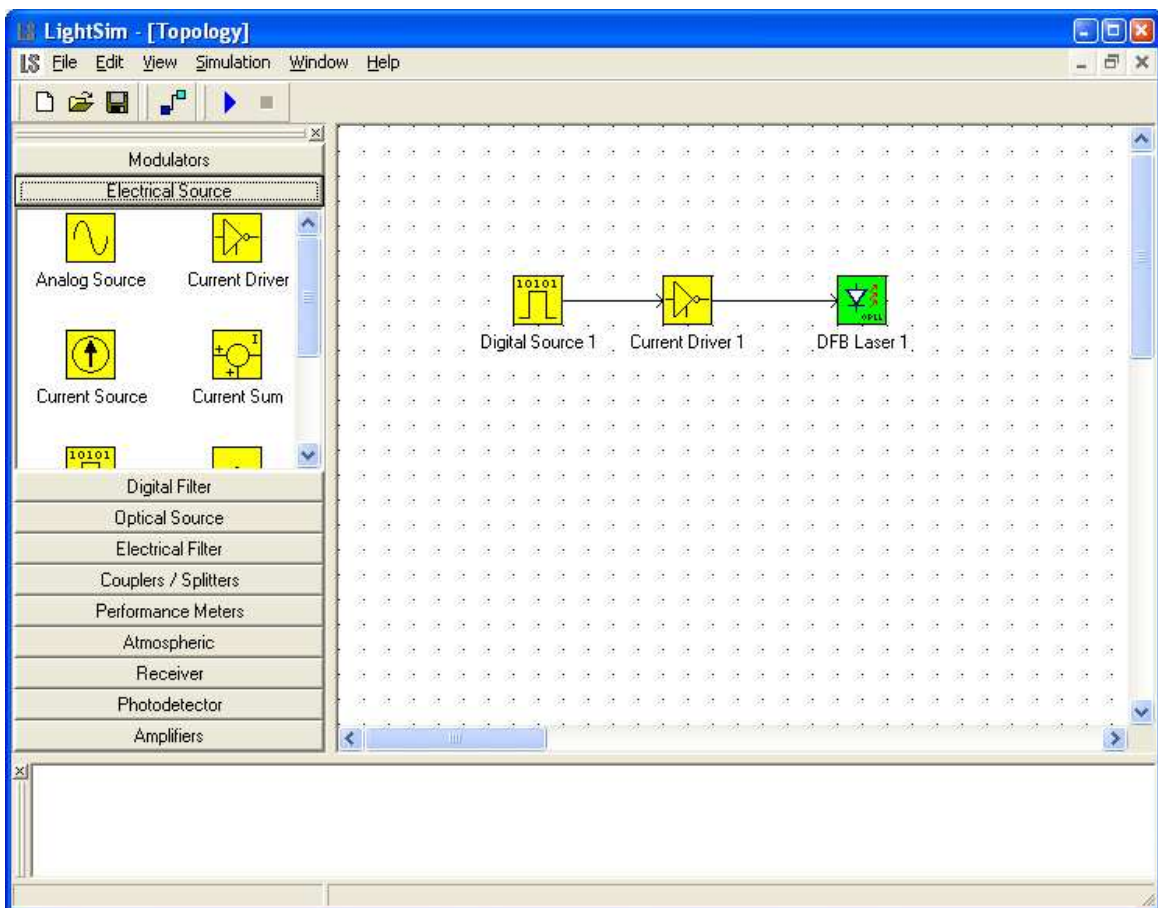 LightSim - [Topology]
LS File Edit View Simulation Window Help
Modulators
Electrical Source
Analog Source Current Driver
Current Source Current Sum
I
10101
Digital Filter
Optical Source
Electrical Filter
Couplers / Splitters
Performance Meters
Atmospheric
Receiver
Photodetector
Amplifiers
10101
OPLL
Digital Source 1 Current Driver 1 DFB Laser 1